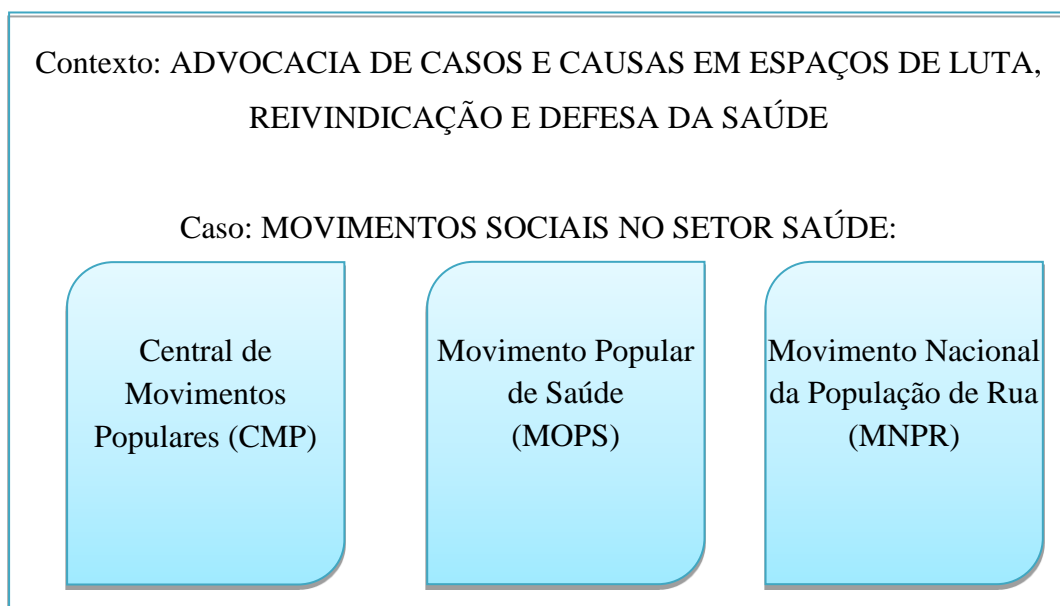 Contexto: ADVOCACIA DE CASOS E CAUSAS EM ESPAÇOS DE LUTA,
REIVINDICAÇÃO E DEFESA DA SAÚDE
Caso: MOVIMENTOS SOCIAIS NO SETOR SAÚDE:
Central de
Movimentos
Populares (CMP)
Movimento Popular
de Saúde
(MOPS)
Movimento Nacional
da População de Rua
(MNPR)